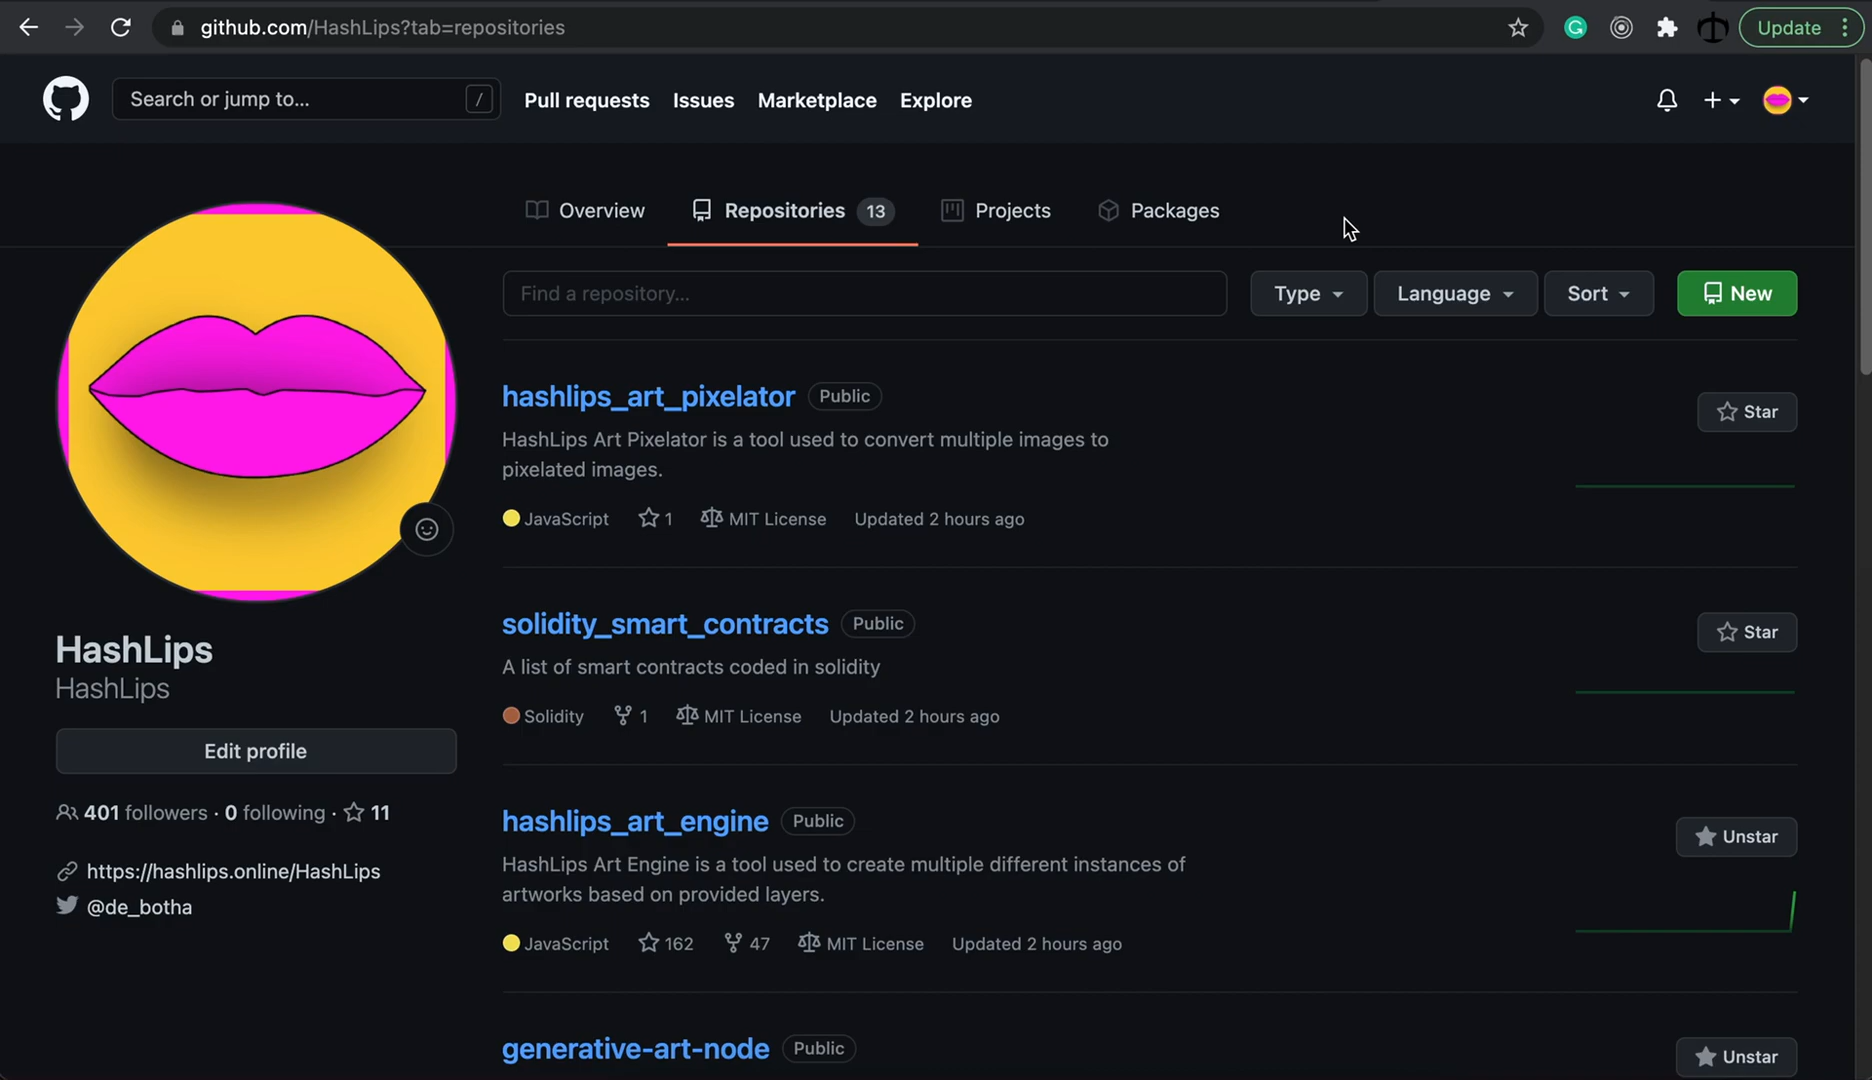 github.com/HashLips?tab=repositories
Update
Search or jump to...
/
Pull requests
Issues
Marketplace
Explore
Overview
Repositories 13
Projects
Packages
Find a repository...
Type
Language
Sort
New
hashlips_art_pixelator Public
Star
HashLips Art Pixelator is a tool used to convert multiple images to
pixelated images.
JavaScript 1 MIT License Updated 2 hours ago
solidity_smart_contracts Public
Star
A list of smart contracts coded in solidity
Solidity 1 MIT License Updated 2 hours ago
hashlips_art_engine Public
Unstar
HashLips Art Engine is a tool used to create multiple different instances of
artworks based on provided layers.
JavaScript 162 47 MIT License Updated 2 hours ago
generative-art-node Public
Unstar
HashLips
HashLips
Edit profile
401 followers · 0 following · 11
https://hashlips.online/HashLips
@de_botha